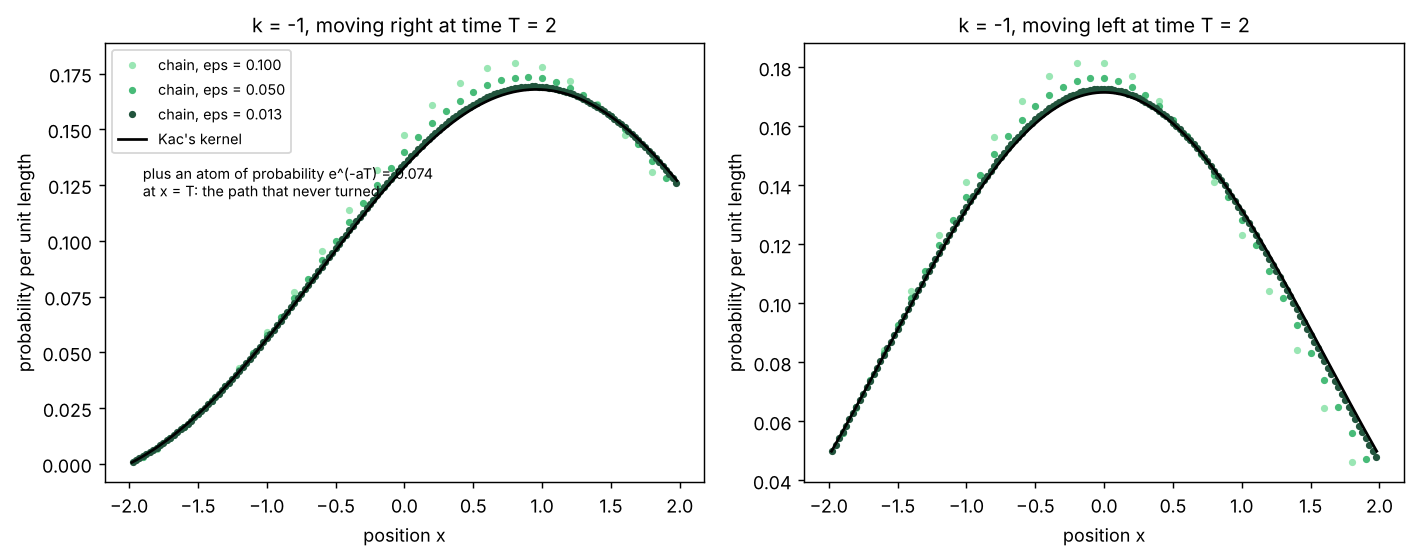 k = -1, moving right at time T = 2
chain, eps = 0.100
chain, eps = 0.050
chain, eps = 0.013
Kac's kernel
plus an atom of probability e^(-aT) = 0.074
at x = T: the path that never turned
probability per unit length
0.175
0.150
0.125
0.100
0.075
0.050
0.025
0.000
−2.0 −1.5 −1.0 −0.5 0.0 0.5 1.0 1.5 2.0
position x
k = -1, moving left at time T = 2
probability per unit length
0.18
0.16
0.14
0.12
0.10
0.08
0.06
0.04
−2.0 −1.5 −1.0 −0.5 0.0 0.5 1.0 1.5 2.0
position x